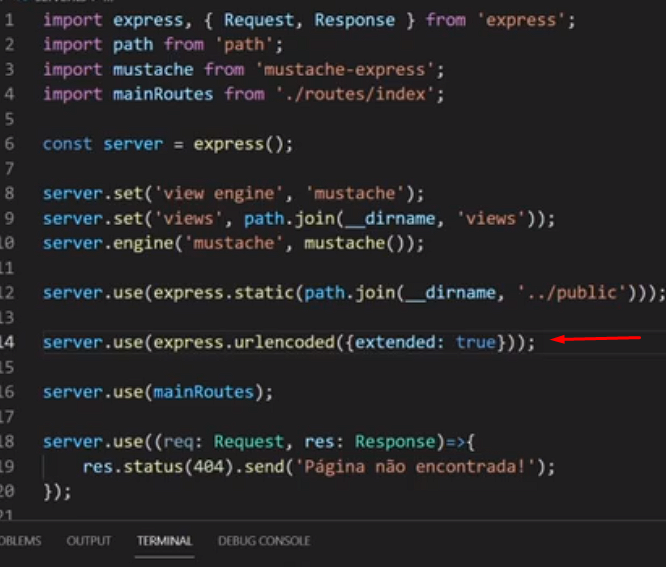 1 import express, { Request, Response } from 'express';
2 import path from 'path';
3 import mustache from 'mustache-express';
4 import mainRoutes from './routes/index';
5
6 const server = express();
7
8 server.set('view engine', 'mustache');
9 server.set('views', path.join(__dirname, 'views'));
10 server.engine('mustache', mustache());
11
12 server.use(express.static(path.join(__dirname, '../public')));
13
14 server.use(express.urlencoded({extended: true}));
15
16 server.use(mainRoutes);
17
18 server.use((req: Request, res: Response)=>{
19     res.status(404).send('Página não encontrada!');
20 });
21
OBLEMS OUTPUT TERMINAL DEBUG CONSOLE